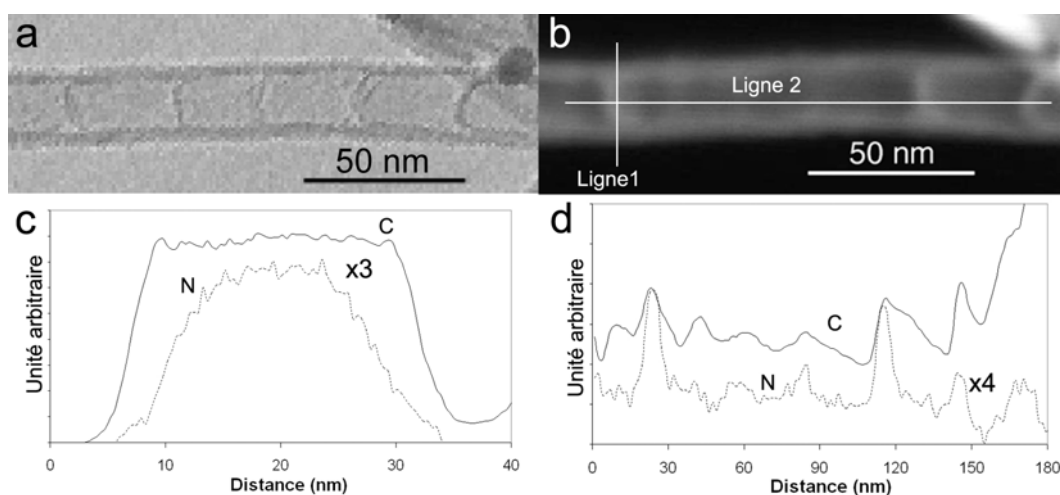 a
50 nm
b
Ligne 2
50 nm
Ligne1
c
C
N
x3
Unité arbitraire
0 10 20 30 40
Distance (nm)
d
C
N
x4
Unité arbitraire
0 30 60 90 120 150 180
Distance (nm)